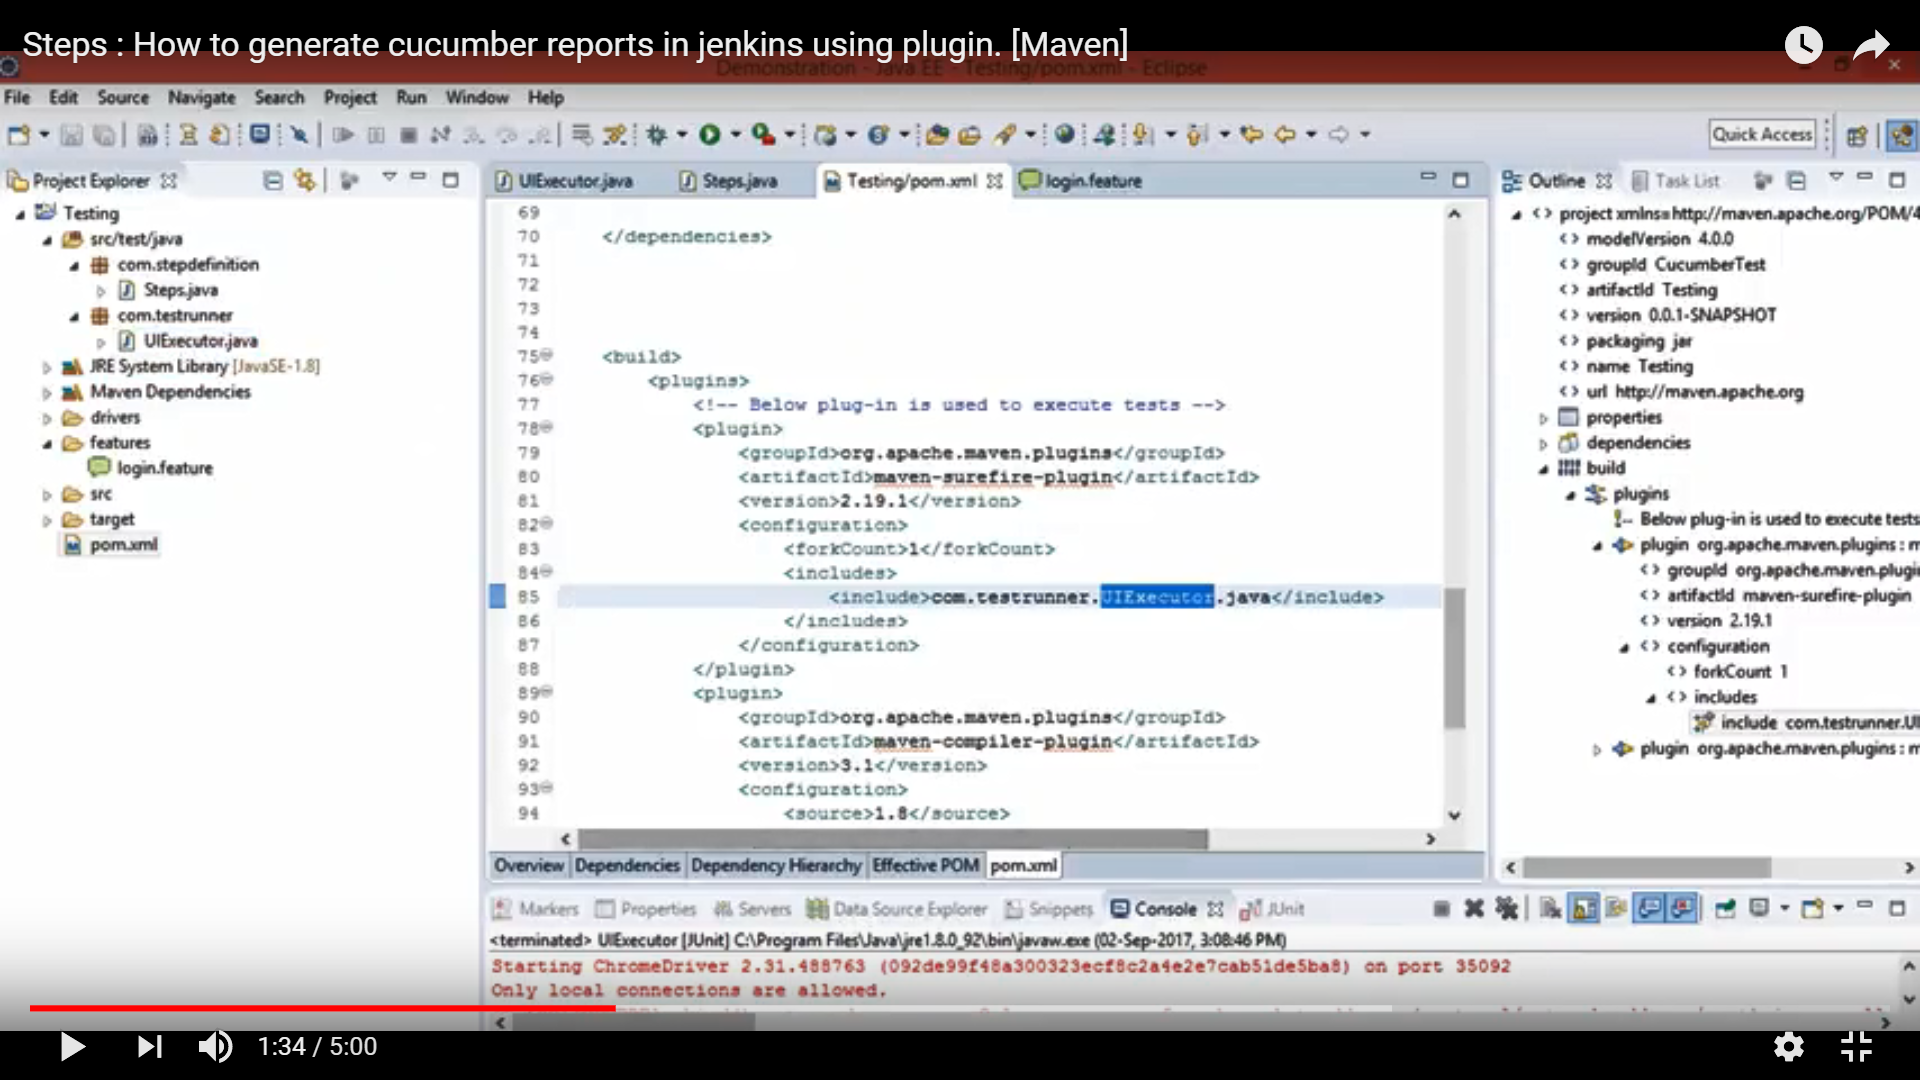 Steps : How to generate cucumber reports in jenkins using plugin. [Maven]
Demonstration - Java EE - Testing/pom.xml - Eclipse
File Edit Source Navigate Search Project Run Window Help
Quick Access
Project Explorer
Testing
src/test/java
com.stepdefinition
Steps.java
com.testrunner
UIExecutor.java
JRE System Library [JavaSE-1.8]
Maven Dependencies
drivers
features
login.feature
src
target
pom.xml
UIExecutor.java Steps.java Testing/pom.xml login.feature
69
70 </dependencies>
71
72
73
74
75 <build>
76 <plugins>
77 <!-- Below plug-in is used to execute tests -->
78 <plugin>
79 <groupId>org.apache.maven.plugins</groupId>
80 <artifactId>maven-surefire-plugin</artifactId>
81 <version>2.19.1</version>
82 <configuration>
83 <forkCount>1</forkCount>
84 <includes>
85 <include>com.testrunner.UIExecutor.java</include>
86 </includes>
87 </configuration>
88 </plugin>
89 <plugin>
90 <groupId>org.apache.maven.plugins</groupId>
91 <artifactId>maven-compiler-plugin</artifactId>
92 <version>3.1</version>
93 <configuration>
94 <source>1.8</source>
Overview Dependencies Dependency Hierarchy Effective POM pom.xml
Outline Task List
project xmlns=http://maven.apache.org/POM/4
modelVersion 4.0.0
groupId CucumberTest
artifactId Testing
version 0.0.1-SNAPSHOT
packaging jar
name Testing
url http://maven.apache.org
properties
dependencies
build
plugins
Below plug-in is used to execute tests
plugin org.apache.maven.plugins : m
groupId org.apache.maven.plugi
artifactId maven-surefire-plugin
version 2.19.1
configuration
forkCount 1
includes
include com.testrunner.UI
plugin org.apache.maven.plugins : m
Markers Properties Servers Data Source Explorer Snippets Console JUnit
<terminated> UIExecutor [JUnit] C:\Program Files\Java\jre1.8.0_92\bin\javaw.exe (02-Sep-2017, 3:08:46 PM)
Starting ChromeDriver 2.31.488763 (092de99f48a300323ecf8c2a4e2e7cab51de5ba8) on port 35092
Only local connections are allowed.
1:34 / 5:00